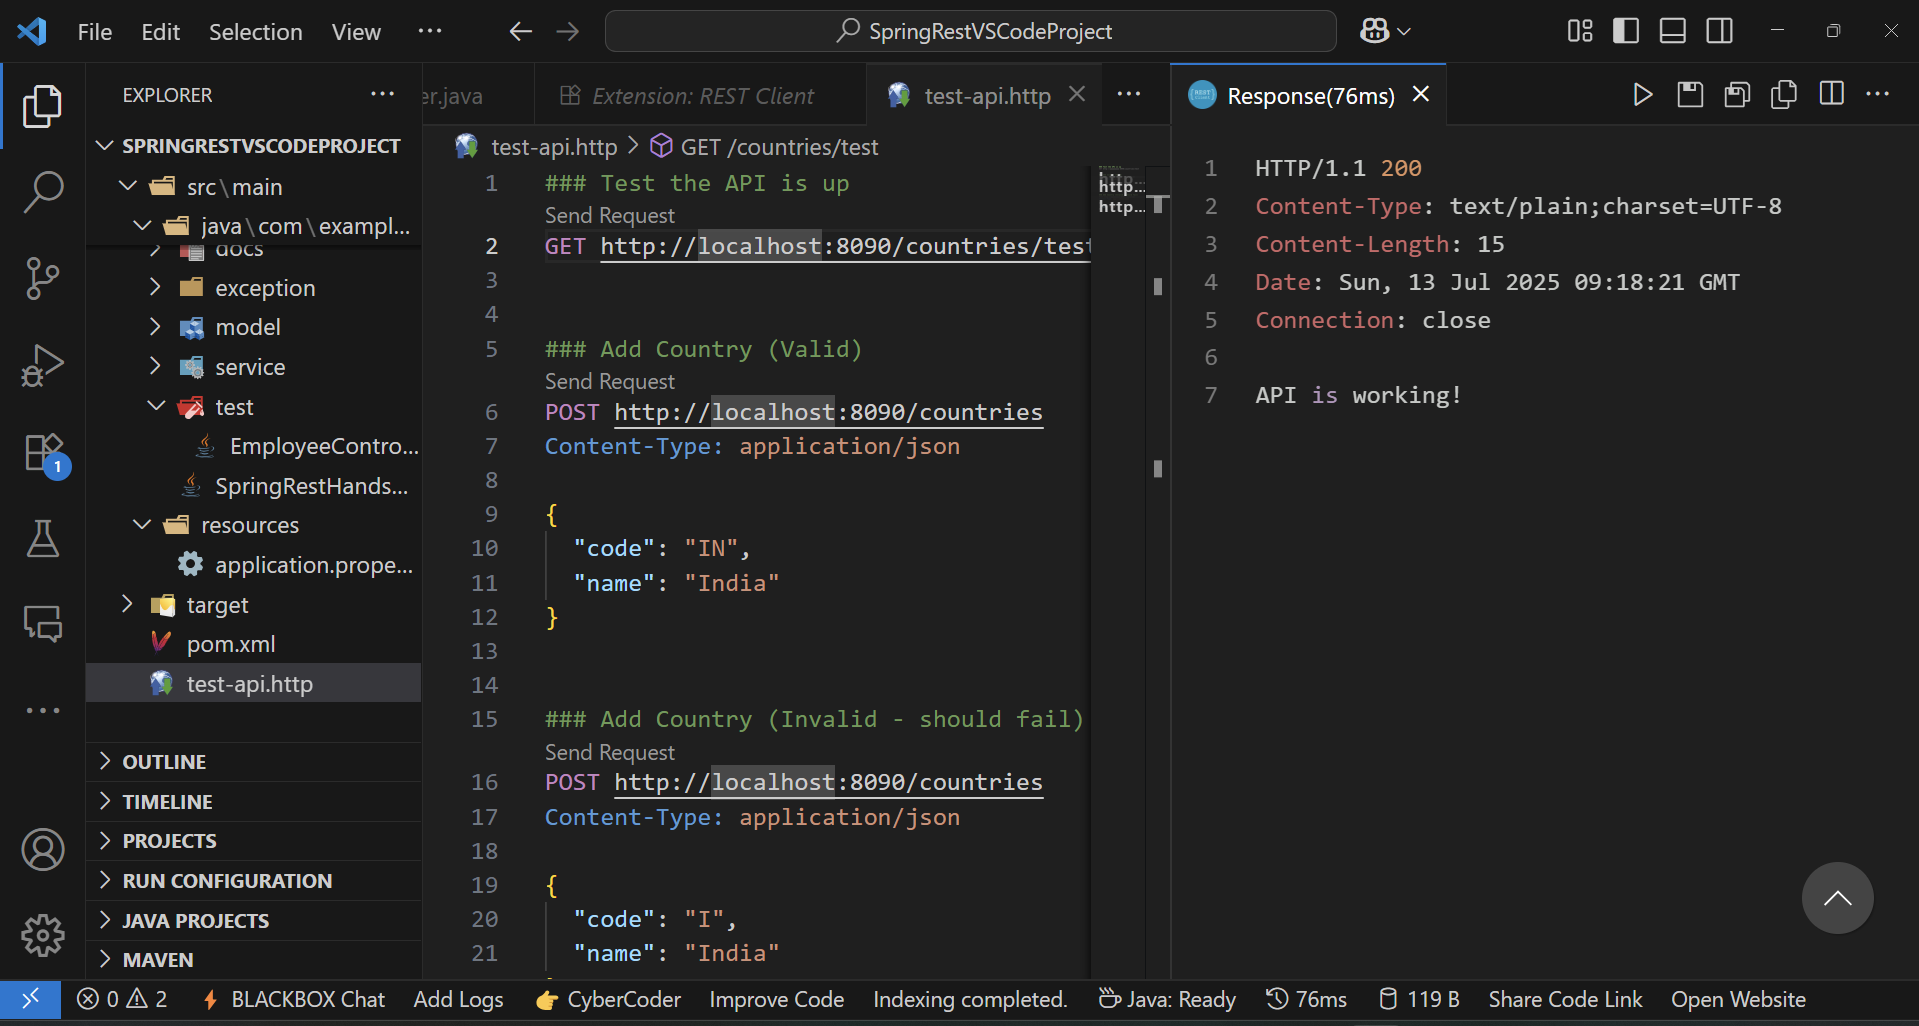 File Edit Selection View ··· SpringRestVSCodeProject
EXPLORER ···
SPRINGRESTVSCODEPROJECT
src\main
java\com\exampl...
docs
exception
model
service
test
EmployeeContro...
SpringRestHands...
resources
application.prope...
target
pom.xml
test-api.http
OUTLINE
TIMELINE
PROJECTS
RUN CONFIGURATION
JAVA PROJECTS
MAVEN
1
er.java Extension: REST Client test-api.http ···
test-api.http > GET /countries/test
1 ### Test the API is up
Send Request
2 GET http://localhost:8090/countries/test
3
4
5 ### Add Country (Valid)
Send Request
6 POST http://localhost:8090/countries
7 Content-Type: application/json
8
9 {
10 "code": "IN",
11 "name": "India"
12 }
13
14
15 ### Add Country (Invalid - should fail)
Send Request
16 POST http://localhost:8090/countries
17 Content-Type: application/json
18
19 {
20 "code": "I",
21 "name": "India"
http...
http...
Response(76ms) ···
1 HTTP/1.1 200
2 Content-Type: text/plain;charset=UTF-8
3 Content-Length: 15
4 Date: Sun, 13 Jul 2025 09:18:21 GMT
5 Connection: close
6
7 API is working!
0 2 BLACKBOX Chat Add Logs CyberCoder Improve Code Indexing completed. Java: Ready 76ms 119 B Share Code Link Open Website